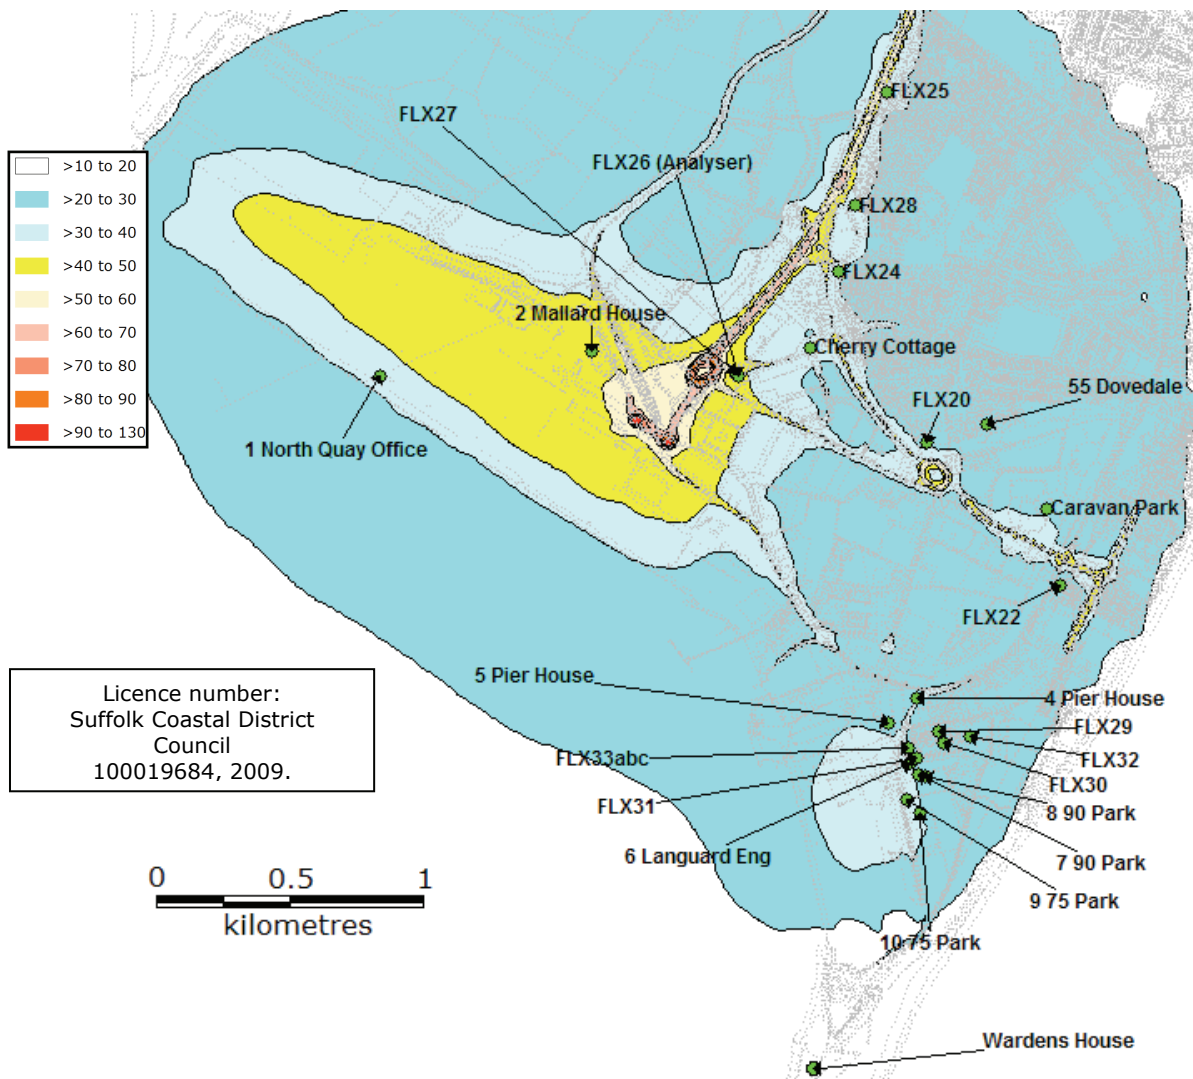 FLX25
FLX27
FLX26 (Analyser)
>10 to 20
>20 to 30
>30 to 40
>40 to 50
>50 to 60
>60 to 70
>70 to 80
>80 to 90
>90 to 130
FLX28
FLX24
2 Mallard House
Cherry Cottage
55 Dovedale
FLX20
1 North Quay Office
Caravan Park
FLX22
Licence number:
Suffolk Coastal District
Council
100019684, 2009.
5 Pier House
4 Pier House
FLX29
FLX33abc
FLX32
FLX30
FLX31
8 90 Park
6 Languard Eng
7 90 Park
9 75 Park
10 75 Park
0 0.5 1
kilometres
Wardens House